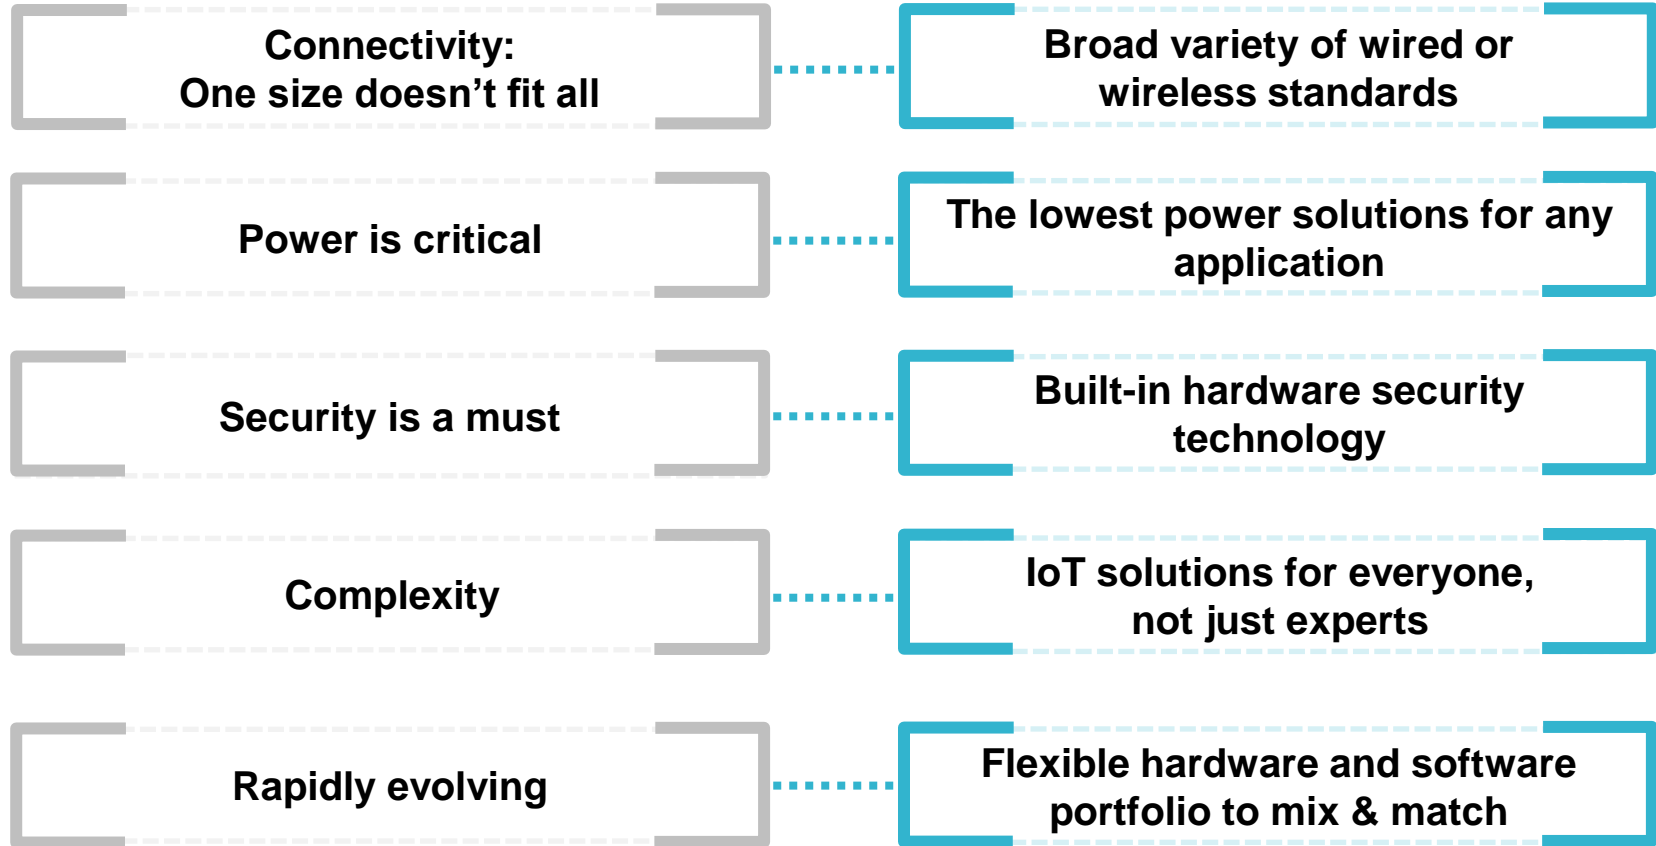 Connectivity:
One size doesn’t fit all
Broad variety of wired or
wireless standards
Power is critical
The lowest power solutions for any
application
Security is a must
Built-in hardware security
technology
Complexity
IoT solutions for everyone,
not just experts
Rapidly evolving
Flexible hardware and software
portfolio to mix & match